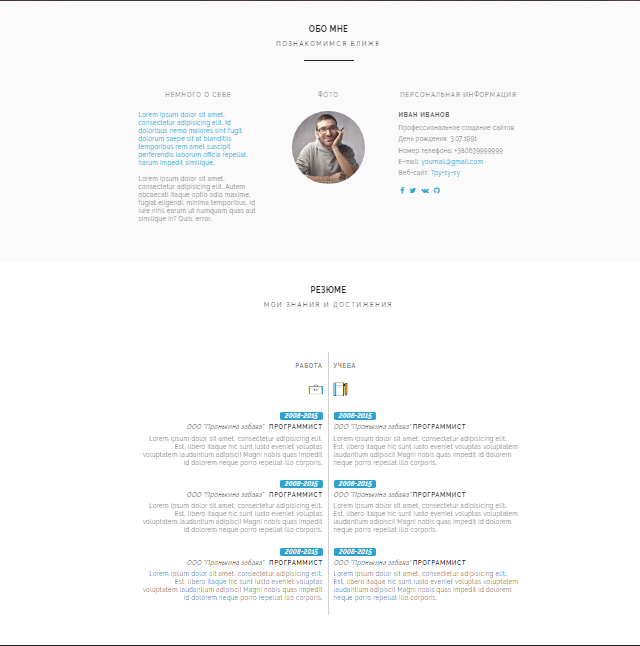 ОБО МНЕ
ПОЗНАКОМИМСЯ БЛИЖЕ
НЕМНОГО О СЕБЕ
Lorem ipsum dolor sit amet,
consectetur adipisicing elit. Id
doloribus nemo maiores sint fugit
dolorum saepe sit at blanditiis
temporibus rem amet suscipit
perferendis laborum officia repellat,
harum impedit similique.
Lorem ipsum dolor sit amet,
consectetur adipisicing elit. Autem
obcaecati itaque optio odio maxime,
fugiat eligendi, minima temporibus, id
iure nihil earum ut numquam quas aut
similique in? Quis, error.
ФОТО
ПЕРСОНАЛЬНАЯ ИНФОРМАЦИЯ
ИВАН ИВАНОВ
Профессиональное создание сайтов
День рождения: 3.07.1991
Номер телефона: +380639999999
E-mail: youmail@gmail.com
Веб-сайт: Тру-ту-ту
РЕЗЮМЕ
МОИ ЗНАНИЯ И ДОСТИЖЕНИЯ
РАБОТА
2008-2015
ООО "Пронькина забава" ПРОГРАММИСТ
Lorem ipsum dolor sit amet, consectetur adipisicing elit.
Est, libero itaque hic sunt iusto eveniet voluptas
voluptatem laudantium adipisci! Magni nobis quas impedit
id dolorem neque porro repellat illo corporis.
2008-2015
ООО "Пронькина забава" ПРОГРАММИСТ
Lorem ipsum dolor sit amet, consectetur adipisicing elit.
Est, libero itaque hic sunt iusto eveniet voluptas
voluptatem laudantium adipisci! Magni nobis quas impedit
id dolorem neque porro repellat illo corporis.
2008-2015
ООО "Пронькина забава" ПРОГРАММИСТ
Lorem ipsum dolor sit amet, consectetur adipisicing elit.
Est, libero itaque hic sunt iusto eveniet voluptas
voluptatem laudantium adipisci! Magni nobis quas impedit
id dolorem neque porro repellat illo corporis.
УЧЕБА
2008-2015
ООО "Пронькина забава" ПРОГРАММИСТ
Lorem ipsum dolor sit amet, consectetur adipisicing elit.
Est, libero itaque hic sunt iusto eveniet voluptas voluptatem
laudantium adipisci! Magni nobis quas impedit id dolorem
neque porro repellat illo corporis.
2008-2015
ООО "Пронькина забава" ПРОГРАММИСТ
Lorem ipsum dolor sit amet, consectetur adipisicing elit.
Est, libero itaque hic sunt iusto eveniet voluptas voluptatem
laudantium adipisci! Magni nobis quas impedit id dolorem
neque porro repellat illo corporis.
2008-2015
ООО "Пронькина забава" ПРОГРАММИСТ
Lorem ipsum dolor sit amet, consectetur adipisicing elit.
Est, libero itaque hic sunt iusto eveniet voluptas voluptatem
laudantium adipisci! Magni nobis quas impedit id dolorem
neque porro repellat illo corporis.